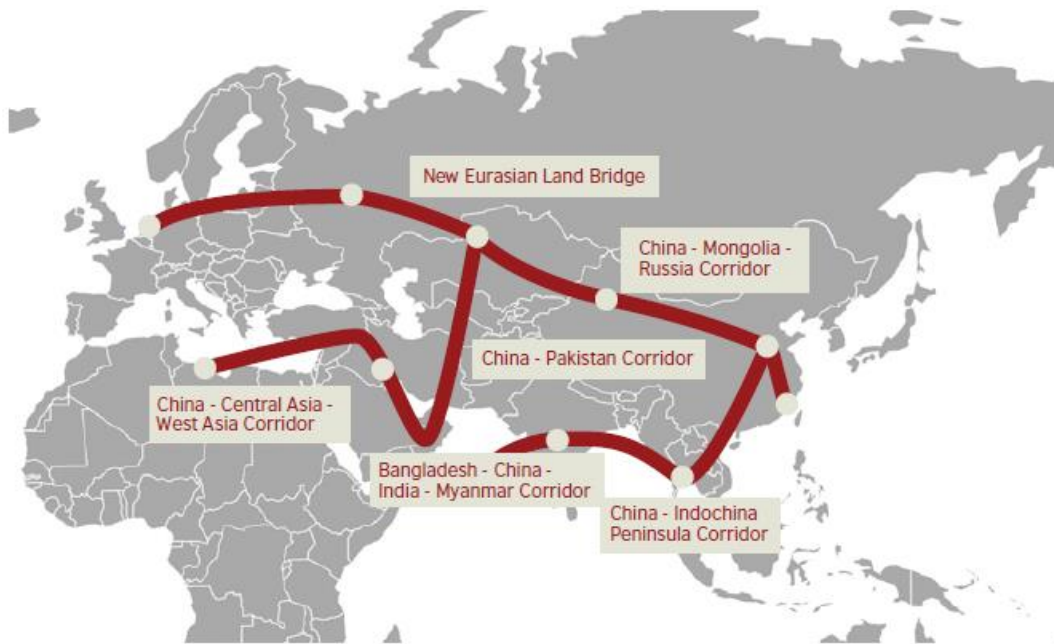 New Eurasian Land Bridge
China - Mongolia -
Russia Corridor
China - Pakistan Corridor
China - Central Asia -
West Asia Corridor
Bangladesh - China -
India - Myanmar Corridor
China - Indochina
Peninsula Corridor